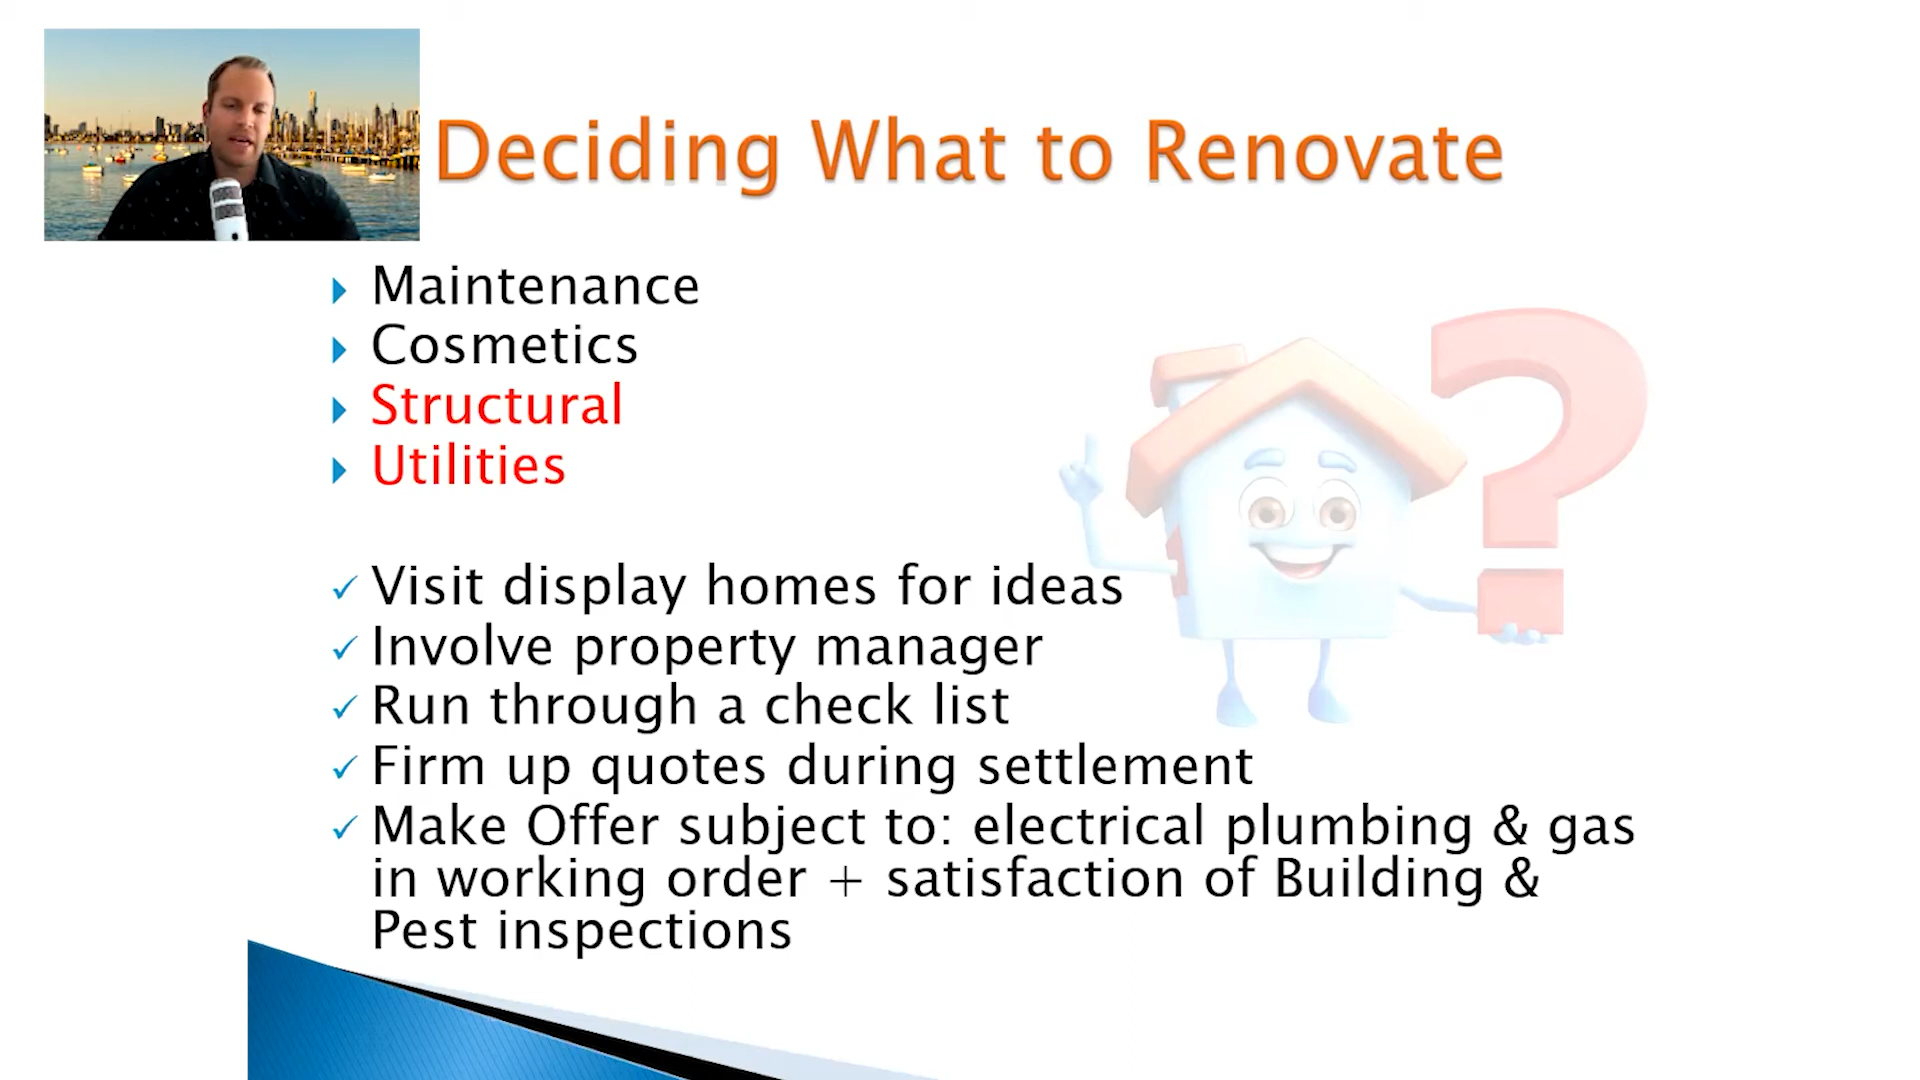 Deciding What to Renovate
Maintenance
Cosmetics
Structural
Utilities
Visit display homes for ideas
Involve property manager
Run through a check list
Firm up quotes during settlement
Make Offer subject to: electrical plumbing & gas
in working order + satisfaction of Building &
Pest inspections